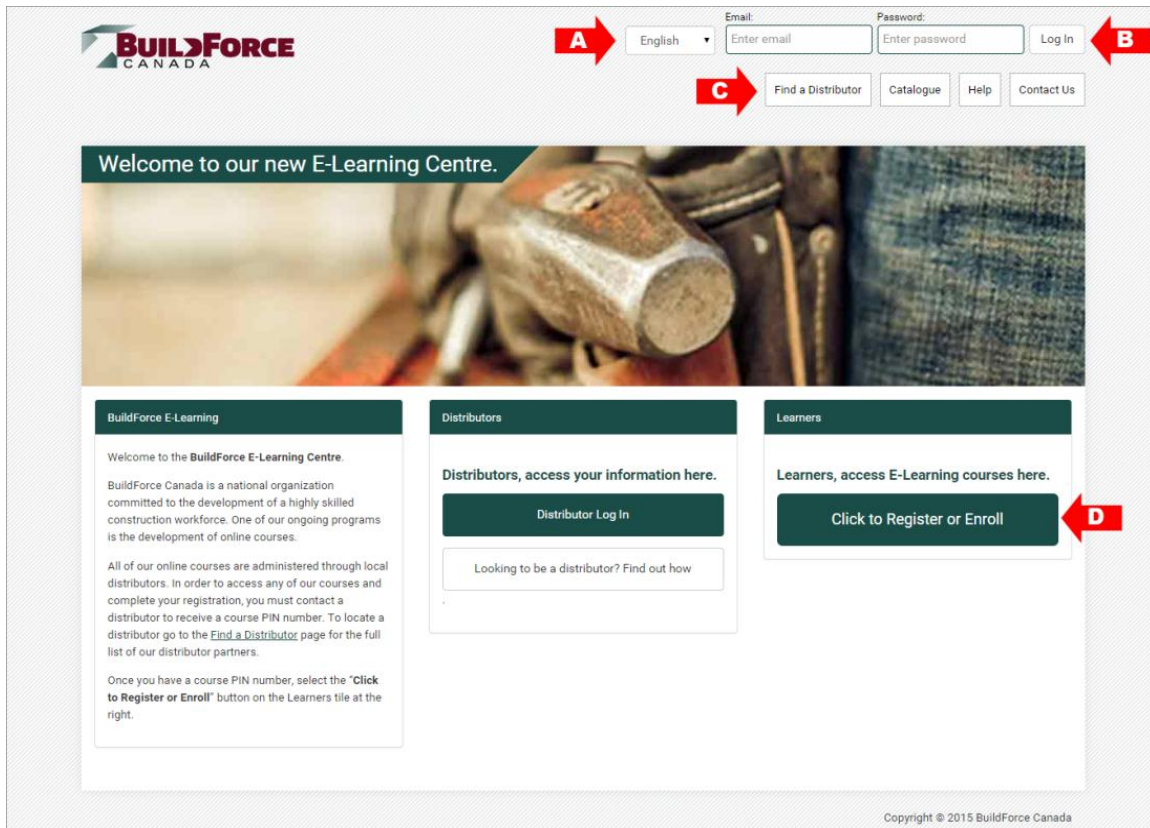 BUILDFORCE
CANADA
A
English
Email:
Enter email
Password:
Enter password
Log In
B
C
Find a Distributor
Catalogue
Help
Contact Us
Welcome to our new E-Learning Centre.
BuildForce E-Learning
Welcome to the BuildForce E-Learning Centre.
BuildForce Canada is a national organization
committed to the development of a highly skilled
construction workforce. One of our ongoing programs
is the development of online courses.
All of our online courses are administered through local
distributors. In order to access any of our courses and
complete your registration, you must contact a
distributor to receive a course PIN number. To locate a
distributor go to the Find a Distributor page for the full
list of our distributor partners.
Once you have a course PIN number, select the "Click
to Register or Enroll" button on the Learners tile at the
right.
Distributors
Distributors, access your information here.
Distributor Log In
Looking to be a distributor? Find out how
.
Learners
Learners, access E-Learning courses here.
Click to Register or Enroll
D
Copyright © 2015 BuildForce Canada